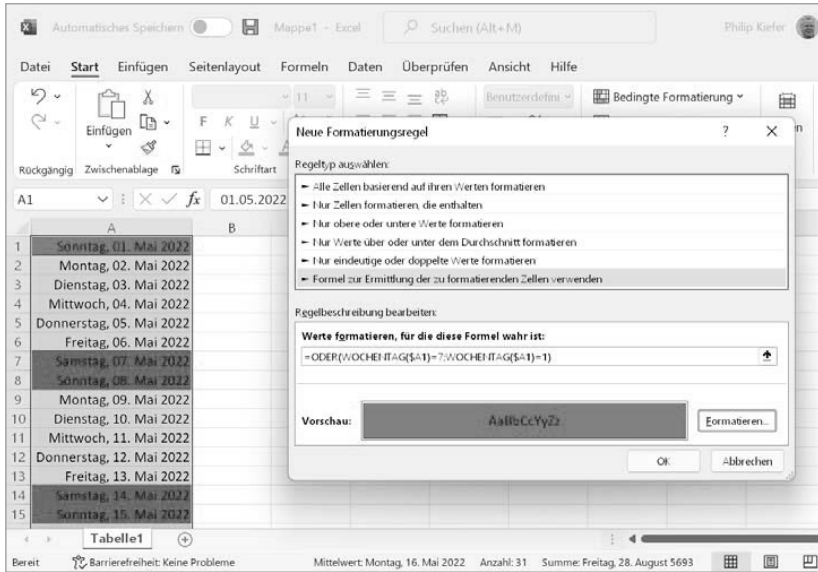 Automatisches Speichern Mappe1 - Excel Suchen (Alt+M) Philip Kiefer
Datei Start Einfügen Seitenlayout Formeln Daten Überprüfen Ansicht Hilfe
11 Benutzerdefini Bedingte Formatierung
Einfügen F K U
Rückgängig Zwischenablage Schriftart
Neue Formatierungsregel ? X
Regeltyp auswählen:
► Alle Zellen basierend auf ihren Werten formatieren
► Nur Zellen formatieren, die enthalten
► Nur obere oder untere Werte formatieren
► Nur Werte über oder unter dem Durchschnitt formatieren
► Nur eindeutige oder doppelte Werte formatieren
► Formel zur Ermittlung der zu formatierenden Zellen verwenden
Regelbeschreibung bearbeiten:
Werte formatieren, für die diese Formel wahr ist:
=ODER(WOCHENTAG($A1)=7;WOCHENTAG($A1)=1)
Vorschau: AaBbCcYyZz Formatieren...
OK Abbrechen
A1 fx 01.05.2022
A B
1 Sonntag, 01. Mai 2022
2 Montag, 02. Mai 2022
3 Dienstag, 03. Mai 2022
4 Mittwoch, 04. Mai 2022
5 Donnerstag, 05. Mai 2022
6 Freitag, 06. Mai 2022
7 Samstag, 07. Mai 2022
8 Sonntag, 08. Mai 2022
9 Montag, 09. Mai 2022
10 Dienstag, 10. Mai 2022
11 Mittwoch, 11. Mai 2022
12 Donnerstag, 12. Mai 2022
13 Freitag, 13. Mai 2022
14 Samstag, 14. Mai 2022
15 Sonntag, 15. Mai 2022
Tabelle1
Bereit Barrierefreiheit: Keine Probleme Mittelwert: Montag, 16. Mai 2022 Anzahl: 31 Summe: Freitag, 28. August 5693